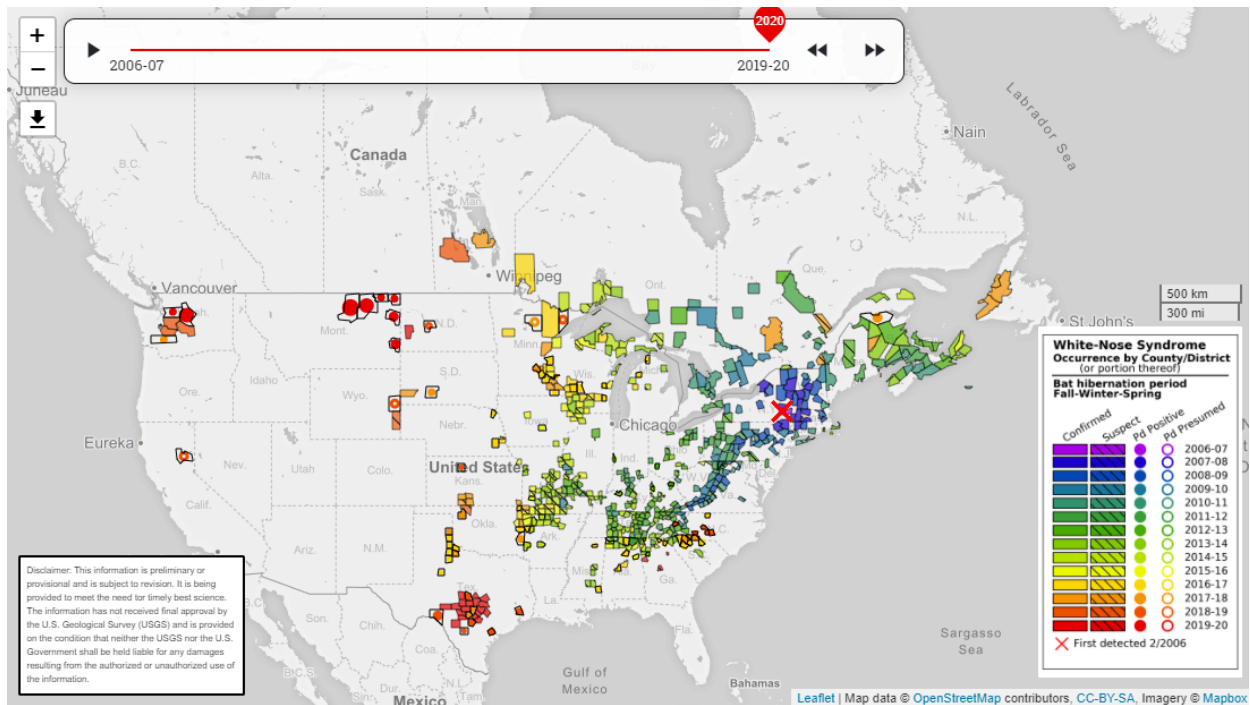 2020
+
−
2006-07
2019-20
Juneau
Labrador Sea
Nain
Canada
B.C.
Alta.
Sask.
Man.
N.L.
Ont.
Que.
Vancouver
Winnipeg
500 km
300 mi
St John's
Mont.
N.D.
Minn.
S.D.
Wis.
Ore.
Idaho
Wyo.
Nebr.
Eureka
Chicago
Nev.
Utah
Colo.
United States
Kans.
Ill.
Ind.
Calif.
Ariz.
N.M.
Okla.
Ark.
Tex.
La.
Ga.
Fla.
Chih.
Coa.
Dur.
N.L.
Tam.
Gulf of
Mexico
Mexico
Bahamas
Sargasso
Sea
White-Nose Syndrome
Occurrence by County/District
(or portion thereof)
Bat hibernation period
Fall-Winter-Spring
Confirmed
Suspect
Pd Positive
Pd Presumed
2006-07
2007-08
2008-09
2009-10
2010-11
2011-12
2012-13
2013-14
2014-15
2015-16
2016-17
2017-18
2018-19
2019-20
First detected 2/2006
Disclaimer: This information is preliminary or
provisional and is subject to revision. It is being
provided to meet the need tor timely best science.
The information has not received final approval by
the U.S. Geological Survey (USGS) and is provided
on the condition that neither the USGS nor the U.S.
Government shall be held liable for any damages
resulting from the authorized or unauthorized use of
the information.
Leaflet | Map data © OpenStreetMap contributors, CC-BY-SA, Imagery © Mapbox